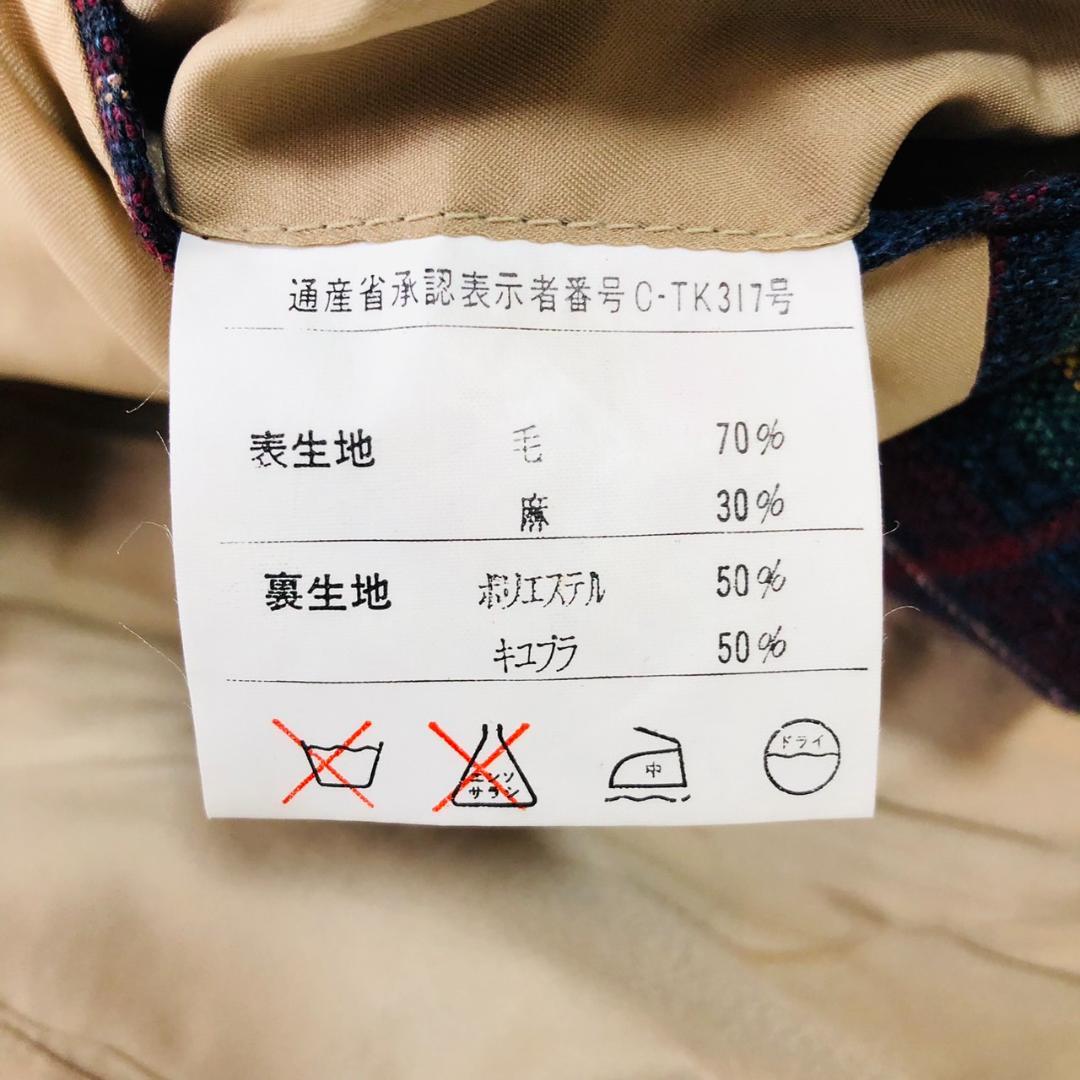 通産省承認表示者番号C-TK317号
表生地 毛 70%
麻 30%
裏生地 ポリエステル 50%
キュプラ 50%
エンソ
サラシ
中
ドライ